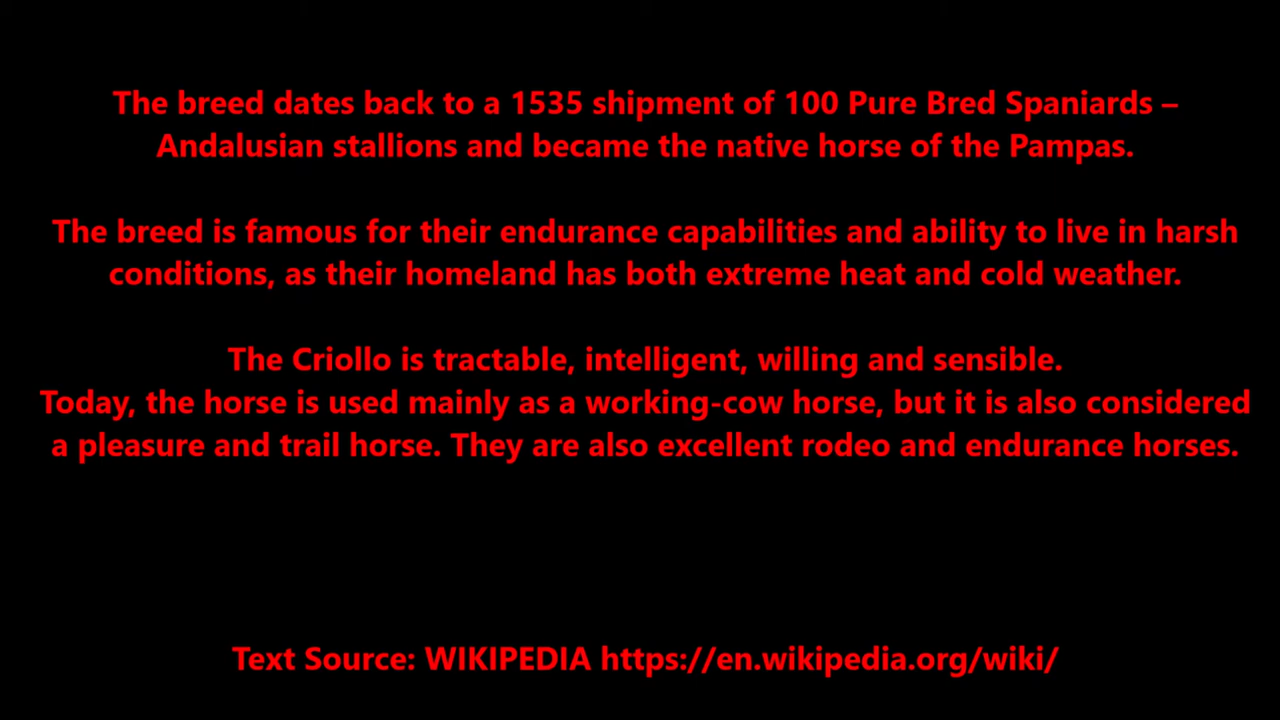 The breed dates back to a 1535 shipment of 100 Pure Bred Spaniards –
Andalusian stallions and became the native horse of the Pampas.
The breed is famous for their endurance capabilities and ability to live in harsh
conditions, as their homeland has both extreme heat and cold weather.
The Criollo is tractable, intelligent, willing and sensible.
Today, the horse is used mainly as a working-cow horse, but it is also considered
a pleasure and trail horse. They are also excellent rodeo and endurance horses.
Text Source: WIKIPEDIA https://en.wikipedia.org/wiki/